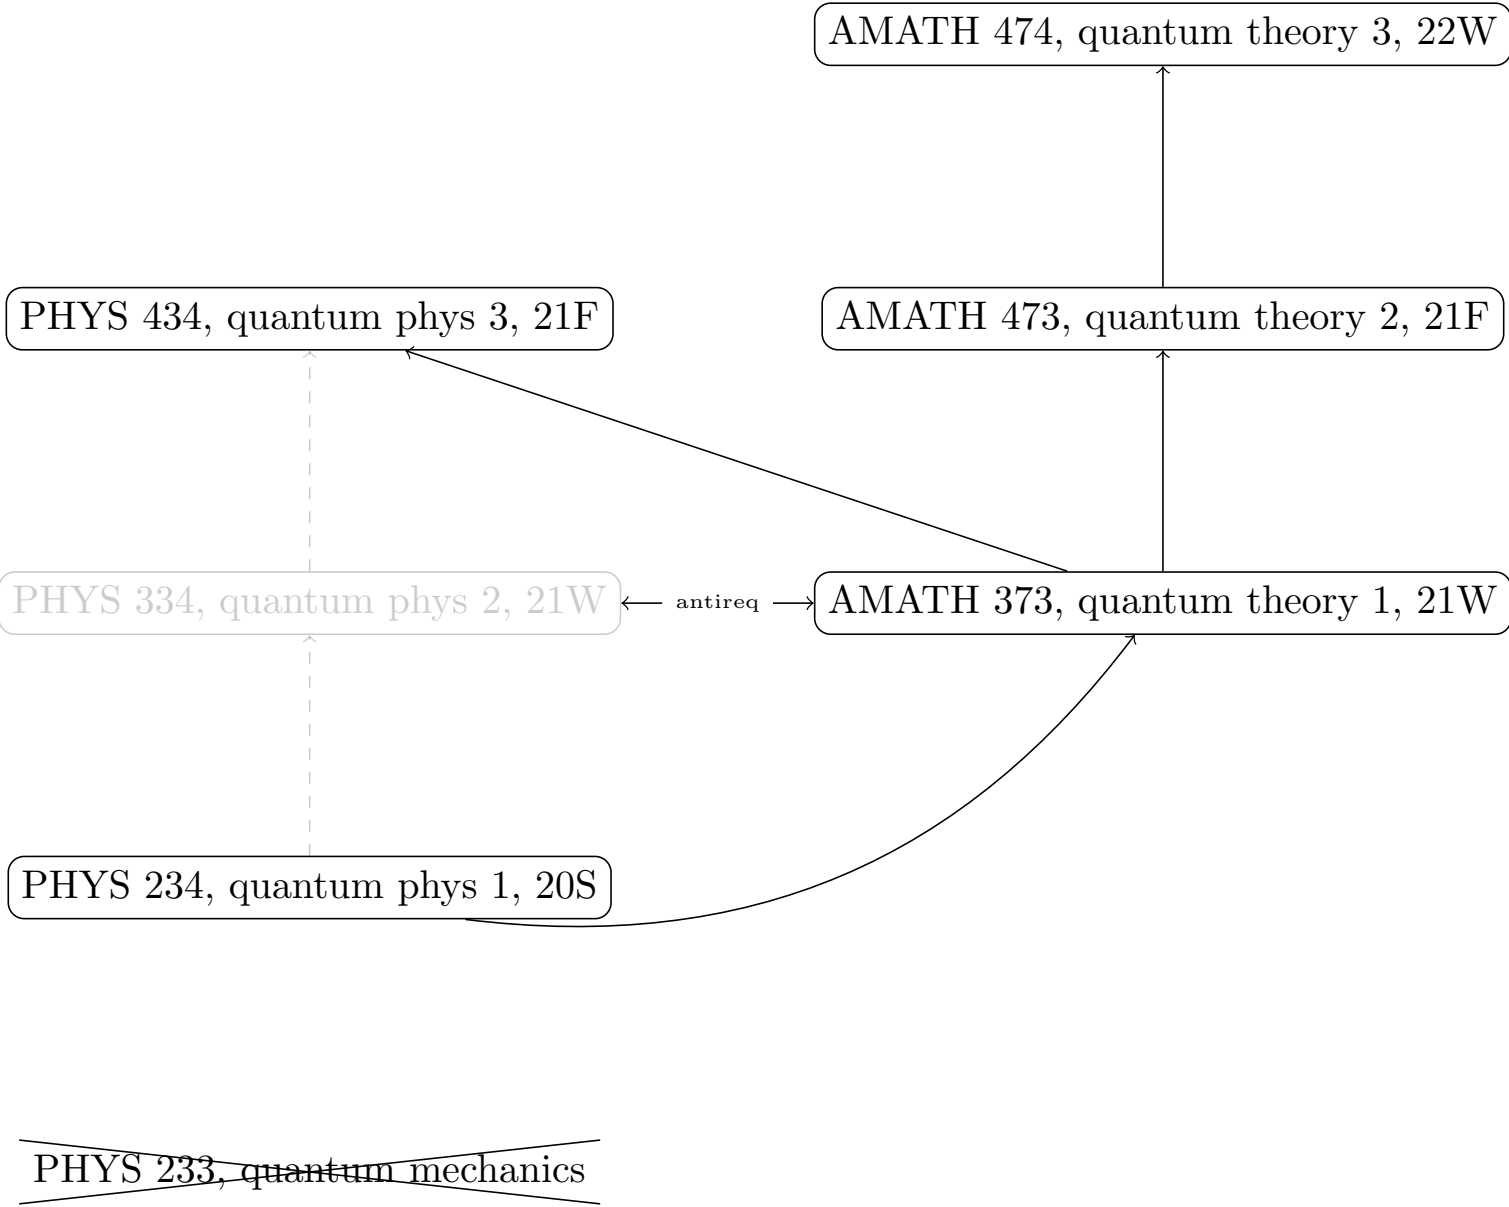 AMATH 474, quantum theory 3, 22W
PHYS 434, quantum phys 3, 21F
AMATH 473, quantum theory 2, 21F
PHYS 334, quantum phys 2, 21W
antireq
AMATH 373, quantum theory 1, 21W
PHYS 234, quantum phys 1, 20S
PHYS 233, quantum mechanics